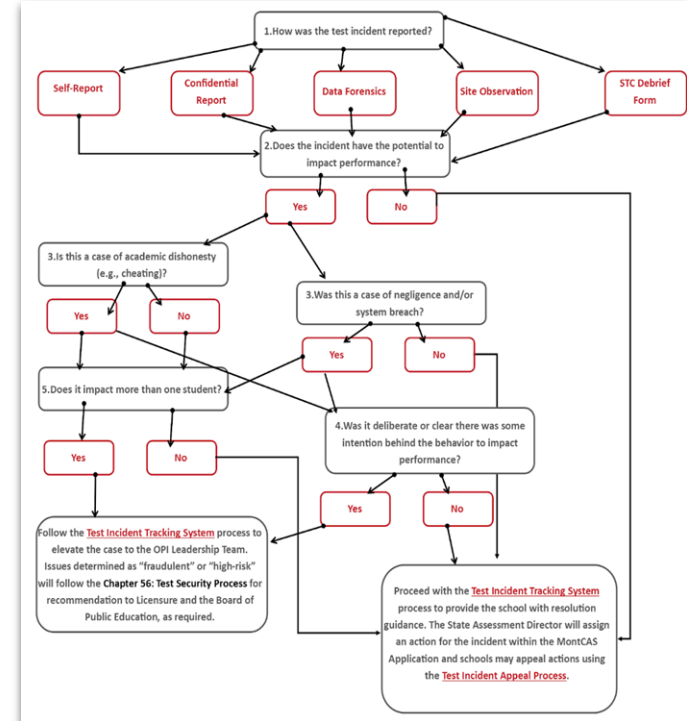 1.How was the test incident reported?
Self-Report
Confidential
Report
Data Forensics
Site Observation
STC Debrief
Form
2.Does the incident have the potential to
impact performance?
Yes
No
3.Is this a case of academic dishonesty
(e.g., cheating)?
3.Was this a case of negligence and/or
system breach?
Yes
No
Yes
No
5.Does it impact more than one student?
4.Was it deliberate or clear there was some
intention behind the behavior to impact
performance?
Yes
No
Yes
No
Follow the Test Incident Tracking System process to
elevate the case to the OPI Leadership Team.
Issues determined as “fraudulent” or “high-risk”
will follow the Chapter 56: Test Security Process for
recommendation to Licensure and the Board of
Public Education, as required.
Proceed with the Test Incident Tracking System
process to provide the school with resolution
guidance. The State Assessment Director will assign
an action for the incident within the MontCAS
Application and schools may appeal actions using
the Test Incident Appeal Process.